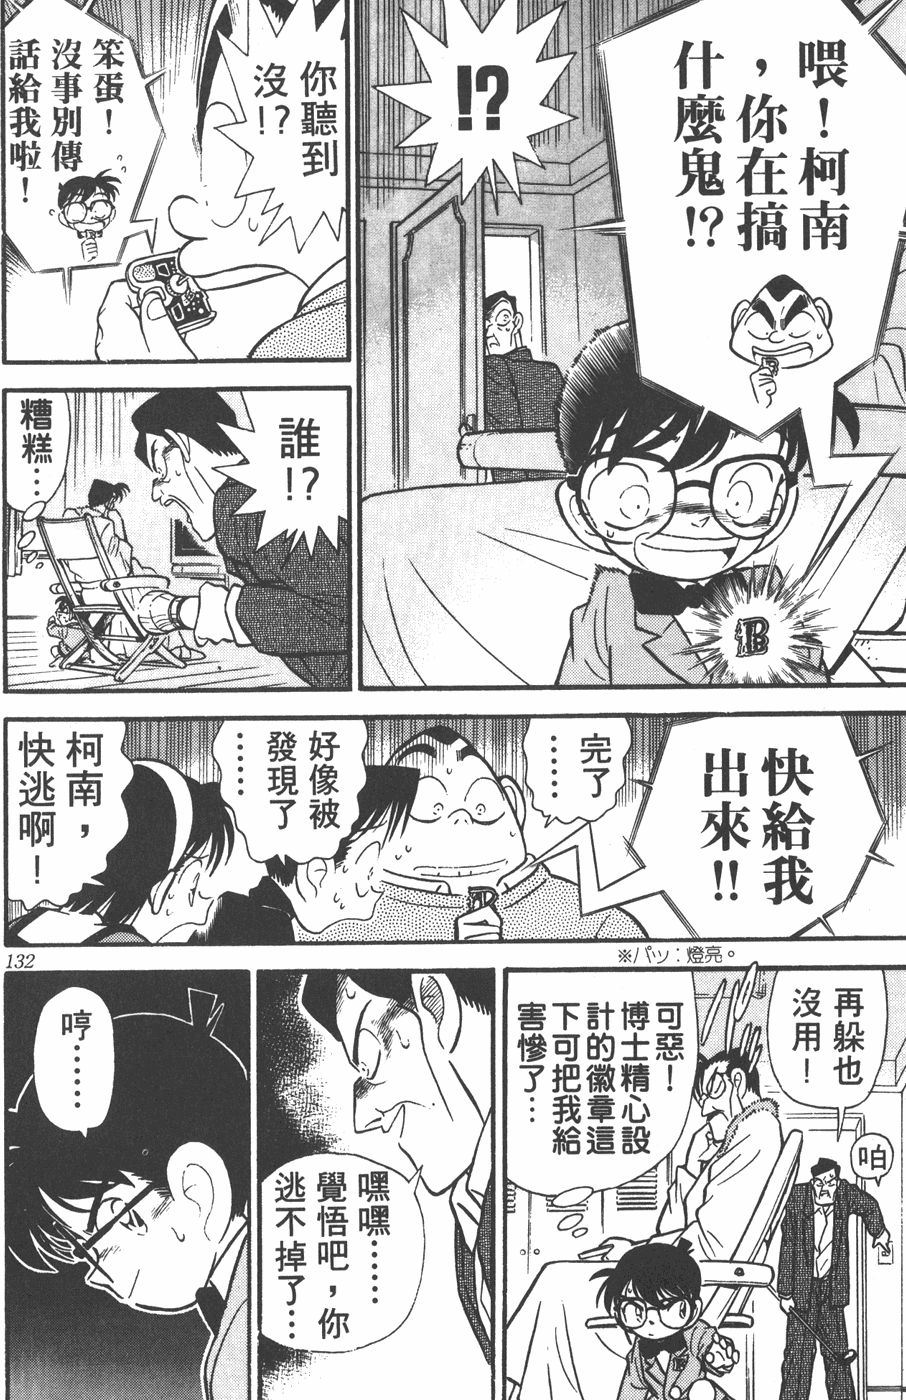 喂！柯南
，你在搞
什麼鬼!?
!?
你聽到
沒!?
笨蛋！
沒事別傳
話給我啦！
誰!?
糟糕…
快給我
出來!!
完了
……
好像被
發現了
……
柯南，
快逃啊！
132
※パッ：燈亮。
再躲也
沒用！
啪
可惡！
博士精心設
計的徽章這
下可把我給
害慘了…
嘿嘿……
覺悟吧，你
逃不掉了…
哼……